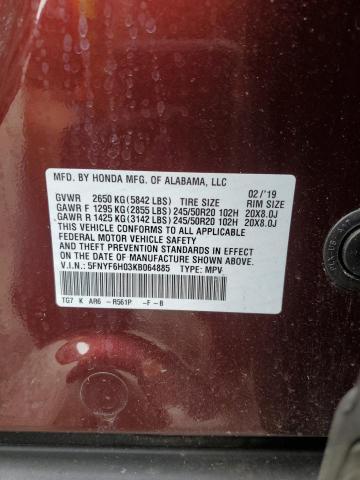 MFD. BY HONDA MFG. OF ALABAMA, LLC 02/'19
GVWR 2650 KG(5842 LBS) TIRE SIZE RIM SIZE
GAWR F 1295 KG(2855 LBS)245/50R20 102H 20X8.0J
GAWR R 1425 KG(3142 LBS)245/50R20 102H 20X8.0J
THIS VEHICLE CONFORMS TO ALL APPLICABLE
FEDERAL MOTOR VEHICLE SAFETY AND
THEFT PREVENTION STANDARDS IN EFFECT
ON THE DATE OF MANUFACTURE SHOWN ABOVE.
V.I.N: 5FNYF6H03KB064885 TYPE: MPV
TG7 K AR6 -R561P -F-B